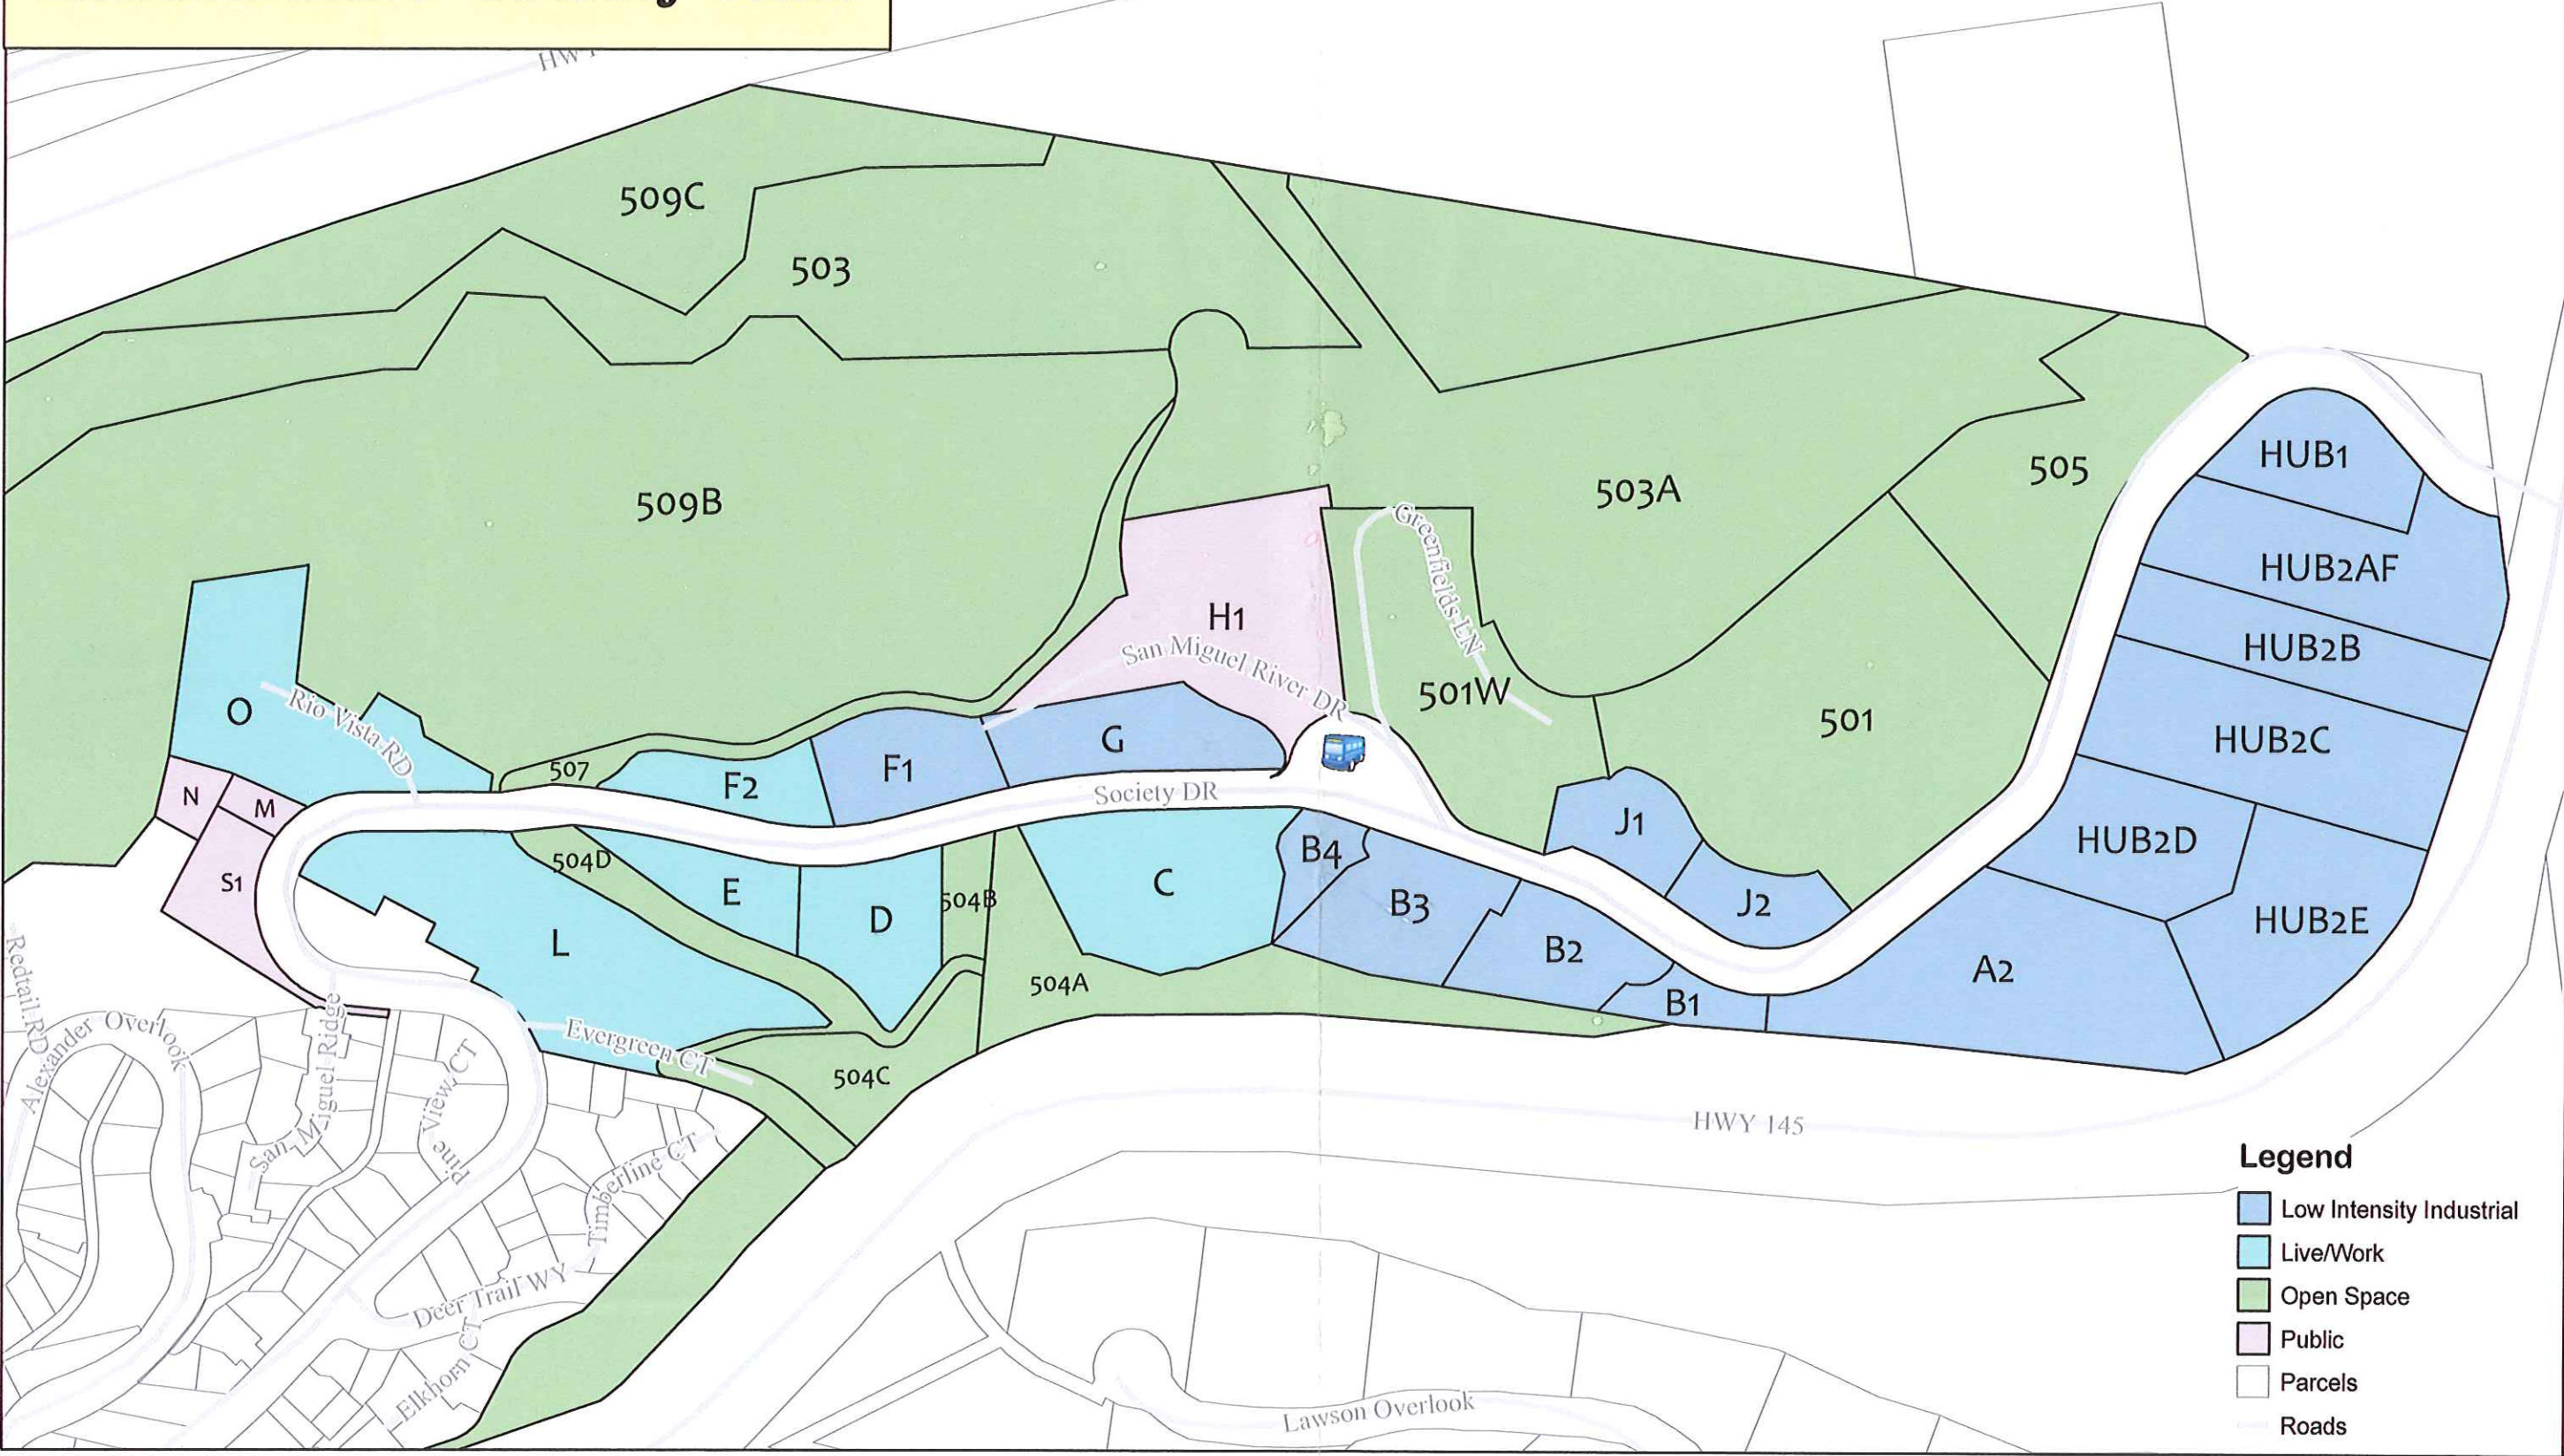 509C
503
509B
503A
505
HUB1
HUB2AF
HUB2B
HUB2C
HUB2D
HUB2E
Greenfields LN
H1
San Miguel River DR
501W
501
O
Rio Vista RD
N
M
S1
507
F2
F1
G
Society DR
J1
J2
504D
E
D
504B
C
B4
B3
B2
B1
A2
L
504A
Evergreen CT
504C
Redtail RD
Alexander Overlook
San Miguel Ridge
Pine View CT
Timberline CT
Deer Trail WY
Elkhorn CT
HWY 145
Lawson Overlook
Legend
Low Intensity Industrial
Live/Work
Open Space
Public
Parcels
Roads